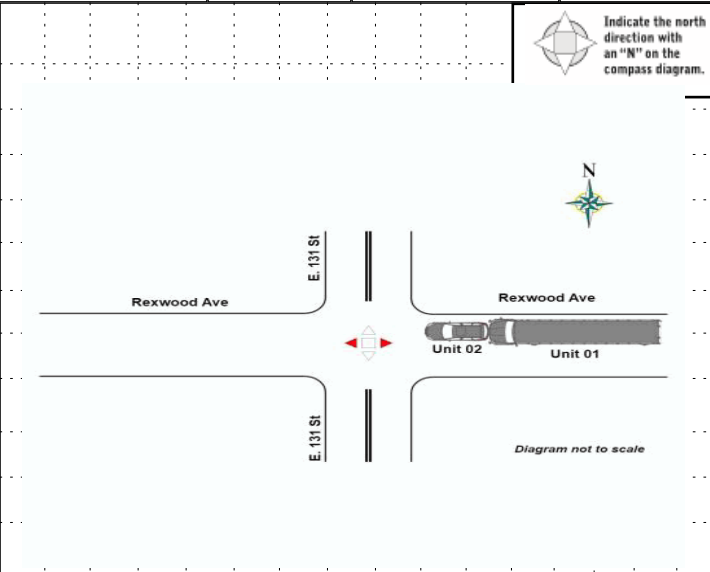 Indicate the north
direction with
an “N” on the
compass diagram.
N
E. 131 St
Rexwood Ave
Rexwood Ave
Unit 02
Unit 01
E. 131 St
Diagram not to scale